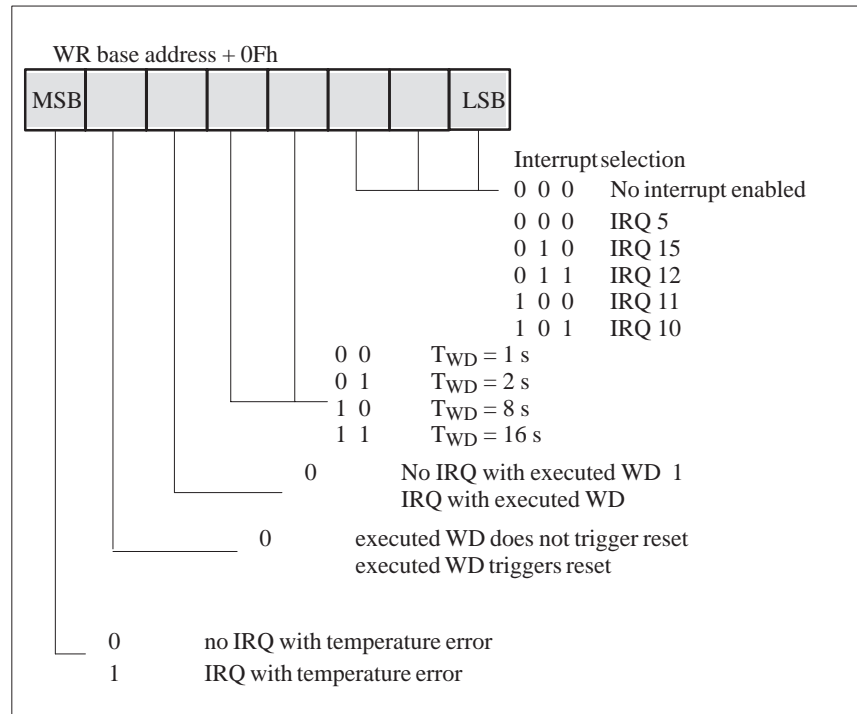 WR base address + 0Fh
MSB LSB
Interrupt selection
0 0 0 No interrupt enabled
0 0 0 IRQ 5
0 1 0 IRQ 15
0 1 1 IRQ 12
1 0 0 IRQ 11
1 0 1 IRQ 10
0 0 TWD = 1 s
0 1 TWD = 2 s
1 0 TWD = 8 s
1 1 TWD = 16 s
0 No IRQ with executed WD 1
IRQ with executed WD
0 executed WD does not trigger reset
executed WD triggers reset
0 no IRQ with temperature error
1 IRQ with temperature error